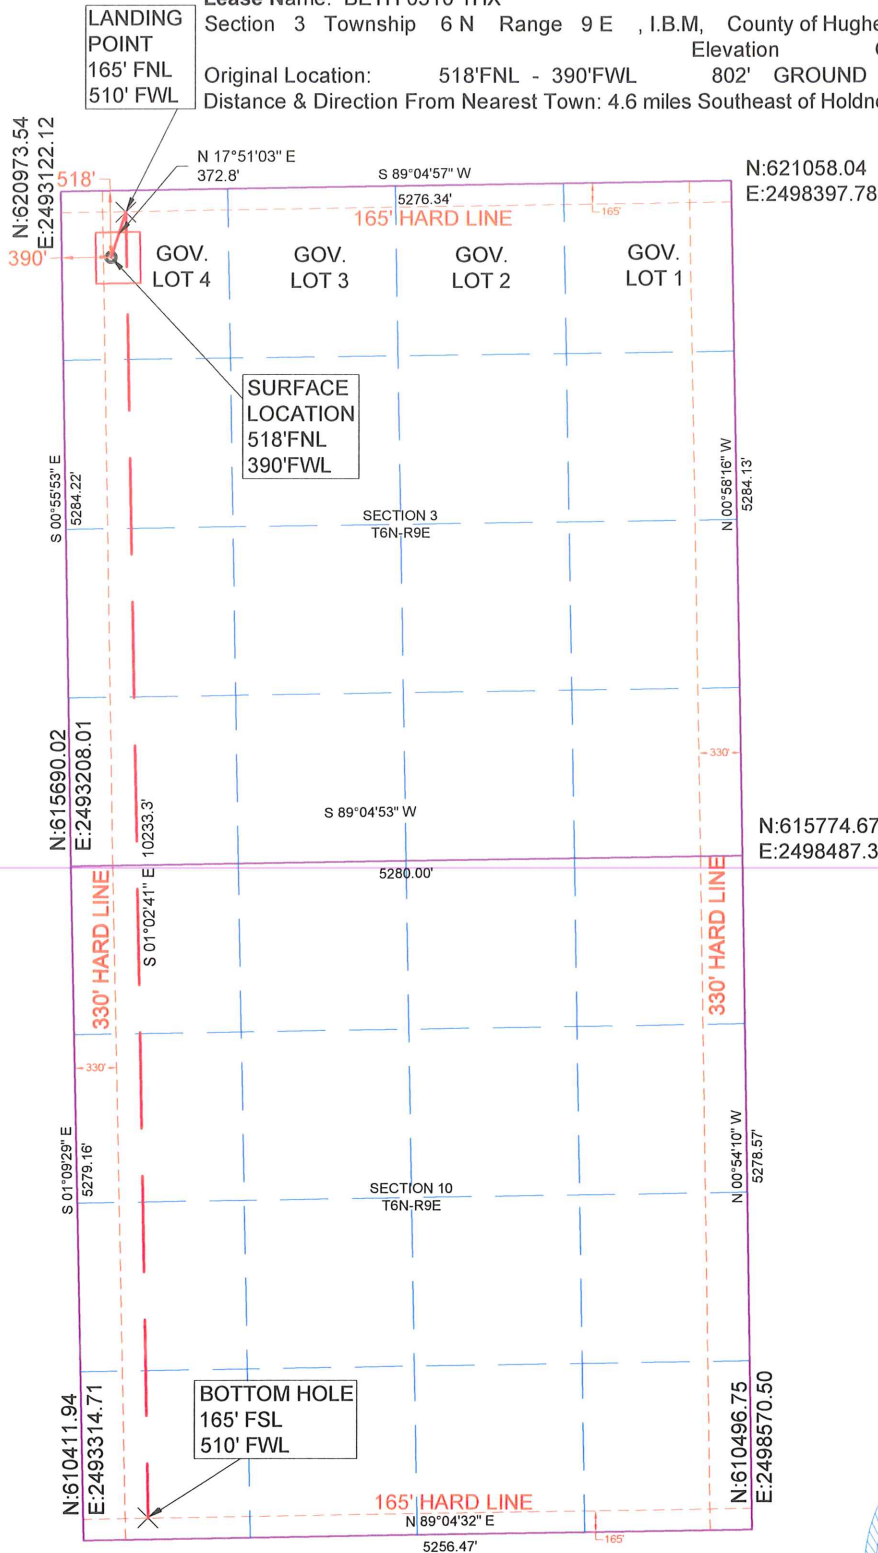 LANDING
POINT
165' FNL
510' FWL
Lease Name: BETH 0310-1HX
Section 3 Township 6 N Range 9 E , I.B.M, County of Hughe
Elevation
Original Location: 518'FNL - 390'FWL 802' GROUND
Distance & Direction From Nearest Town: 4.6 miles Southeast of Holdn
N:620973.54
E:2493122.12
N 17°51'03" E
372.8'
S 89°04'57" W
5276.34'
N:621058.04
E:2498397.78
518'
165' HARD LINE
165'
390'
GOV.
LOT 4
GOV.
LOT 3
GOV.
LOT 2
GOV.
LOT 1
SURFACE
LOCATION
518'FNL
390'FWL
S 00°55'53" E
5284.22'
SECTION 3
T6N-R9E
N 00°58'16" W
5284.13'
N:615690.02
E:2493208.01
330'
S 89°04'53" W
5280.00'
N:615774.67
E:2498487.3
S 01°02'41" E 10233.3'
330' HARD LINE
330' HARD LINE
330'
S 01°09'29" E
5279.16'
SECTION 10
T6N-R9E
N 00°54'10" W
5278.57'
N:610411.94
E:2493314.71
BOTTOM HOLE
165' FSL
510' FWL
N:610496.75
E:2498570.50
165' HARD LINE
N 89°04'32" E
5256.47'
165'